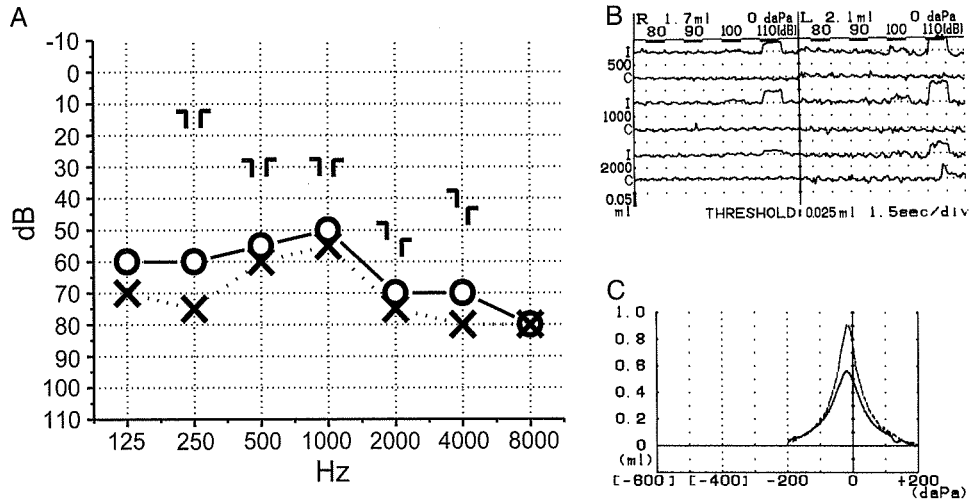 A
-10
0
10
20
30
40
50
60
70
80
90
100
110
dB
125 250 500 1000 2000 4000 8000
Hz
B
R 1.7ml 0 daPa L 2.1ml 0 daPa
80 90 100 110(dB) 80 90 100 110(dB)
I
500
C
I
1000
C
I
2000
C
0.05
ml
THRESHOLD: 0.025ml 1.5sec/div
C
1.0
0.8
0.6
0.4
0.2
0
(ml)
[-600] [-400] -200 0 +200
(daPa)